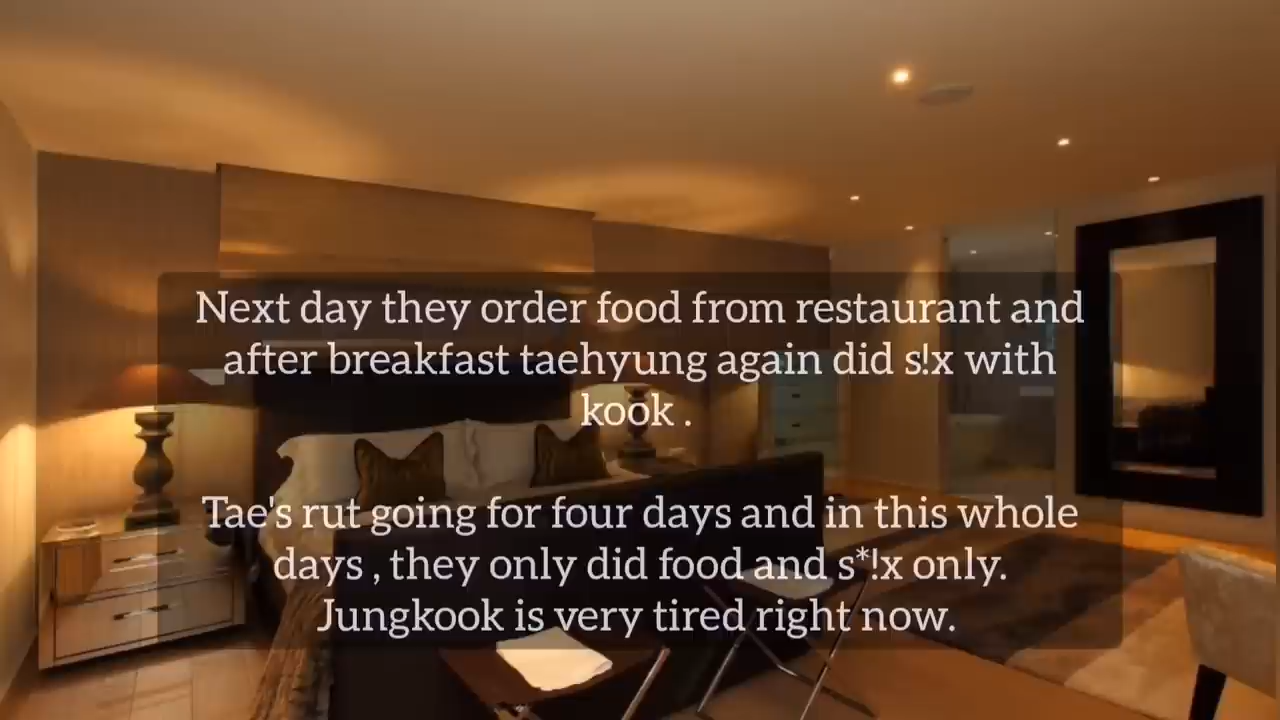 Next day they order food from restaurant and
after breakfast taehyung again did s!x with
kook .
Tae's rut going for four days and in this whole
days , they only did food and s*!x only.
Jungkook is very tired right now.